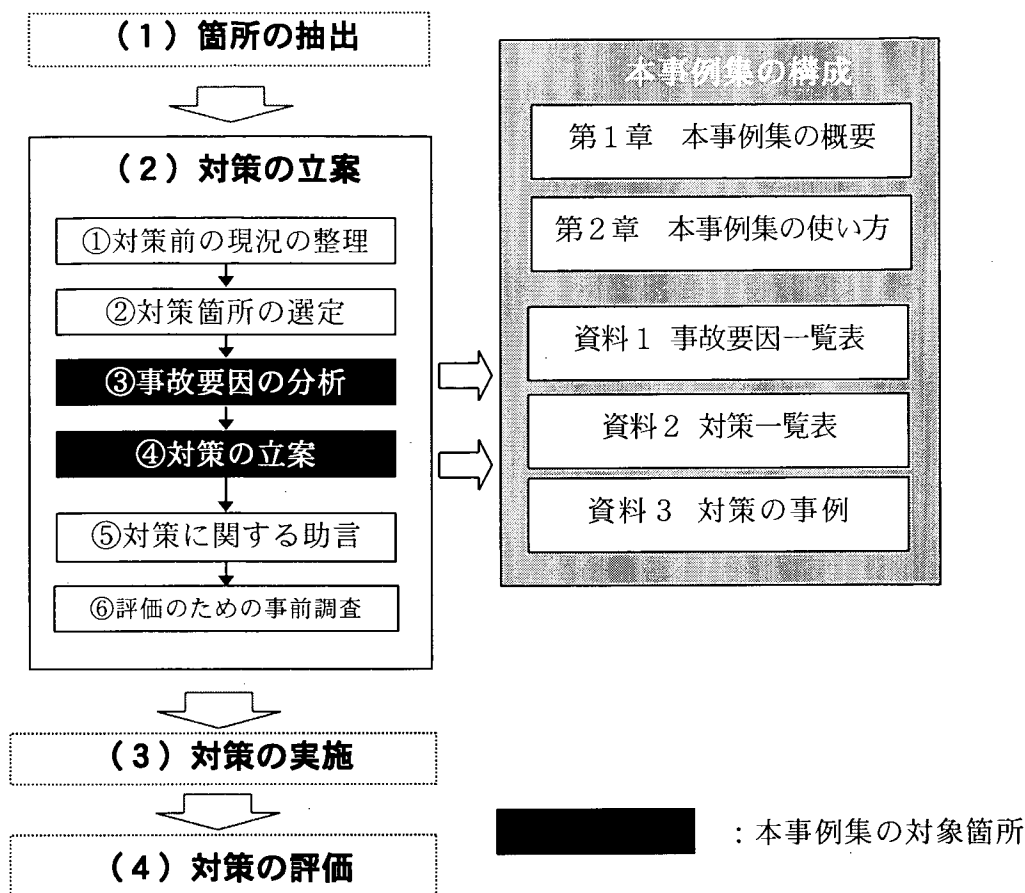 （1）箇所の抽出
（2）対策の立案
①対策前の現況の整理
②対策箇所の選定
③事故要因の分析
④対策の立案
⑤対策に関する助言
⑥評価のための事前調査
（3）対策の実施
（4）対策の評価
本事例集の構成
第1章　本事例集の概要
第2章　本事例集の使い方
資料1　事故要因一覧表
資料2　対策一覧表
資料3　対策の事例
：本事例集の対象箇所